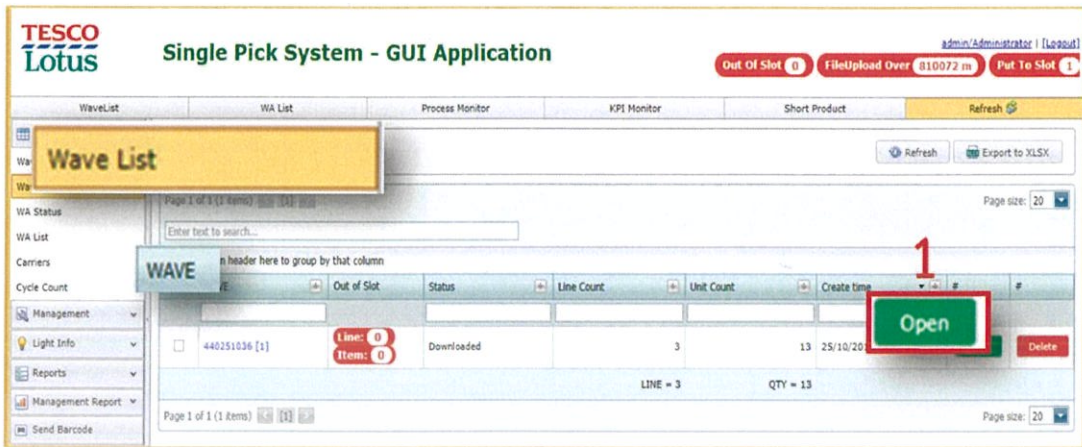 TESCO
Lotus
Single Pick System - GUI Application
admin/Administrator | [Logout]
Out Of Slot 0 FileUpload Over 810072 m Put To Slot 1
WaveList WA List Process Monitor KPI Monitor Short Product Refresh
Wave List
Refresh Export to XLSX
WA Status
Page 1 of 1 (1 items) [1]
Page size: 20
WA List
Enter text to search...
Carriers
header here to group by that column
1
Cycle Count
WAVE Out of Slot Status Line Count Unit Count Create time # #
Management
Open
Light Info
440251036 [1] Line: 0 Item: 0 Downloaded 3 13 Delete
Reports
LINE = 3 QTY = 13
Management Report
Page 1 of 1 (1 items) [1] Page size: 20
Send Barcode